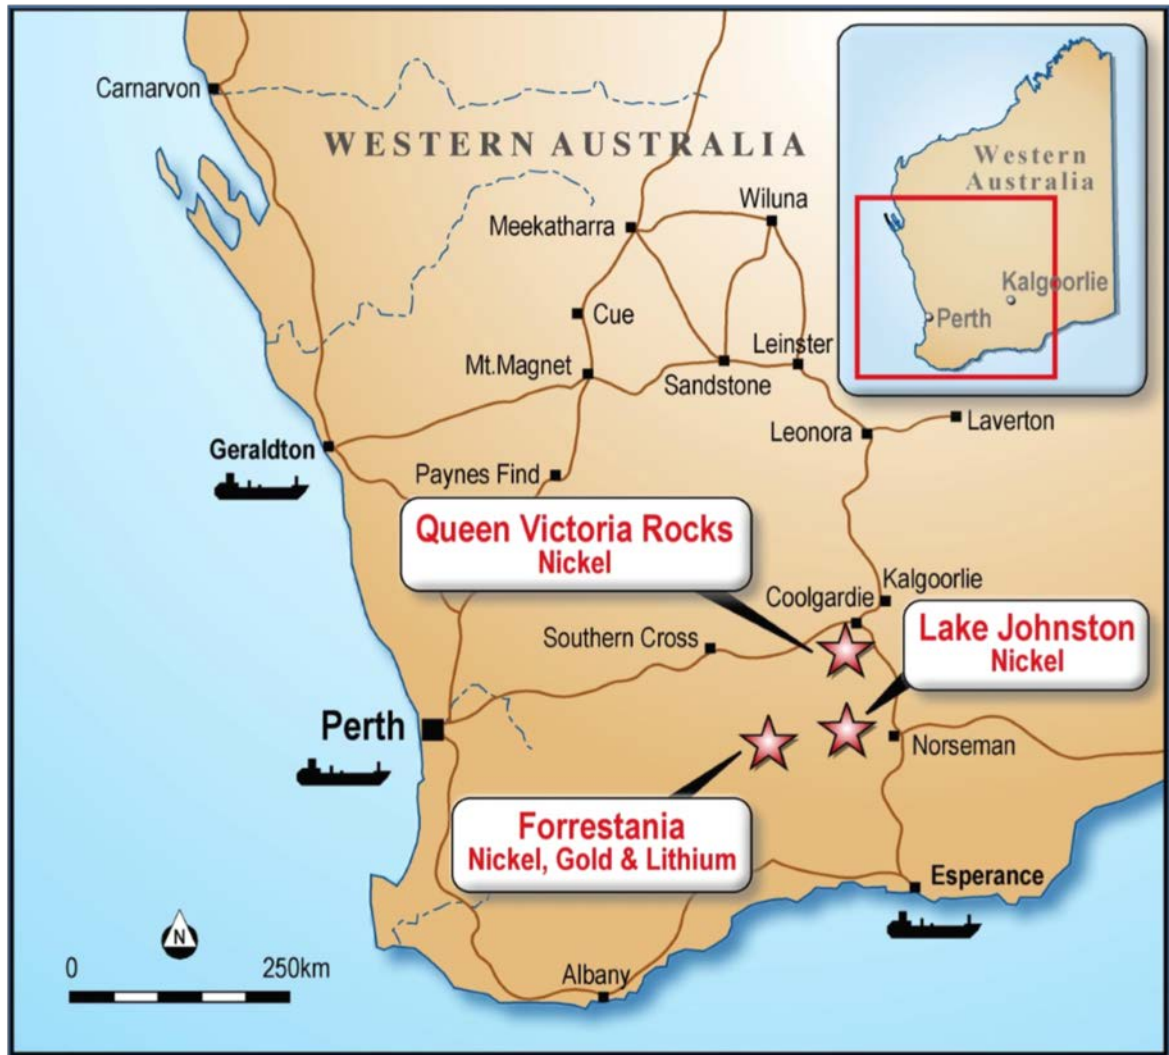 Carnarvon
WESTERN AUSTRALIA
Western
Australia
Kalgoorlie
Perth
Wiluna
Meekatharra
Cue
Mt.Magnet
Sandstone
Leinster
Laverton
Leonora
Geraldton
Paynes Find
Queen Victoria Rocks
Nickel
Kalgoorlie
Coolgardie
Southern Cross
Lake Johnston
Nickel
Perth
Norseman
Forrestania
Nickel, Gold & Lithium
Esperance
N
0 250km
Albany